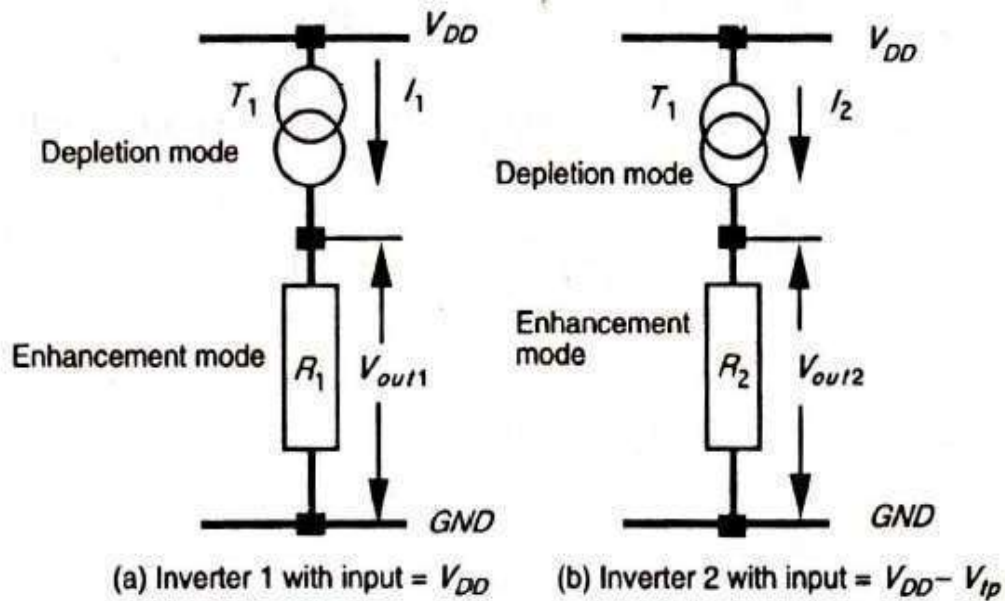 V_DD
T_1
I_1
Depletion mode
Enhancement mode
R_1
V_out1
GND
(a) Inverter 1 with input = V_DD
V_DD
T_1
I_2
Depletion mode
Enhancement
mode
R_2
V_out2
GND
(b) Inverter 2 with input = V_DD – V_tp